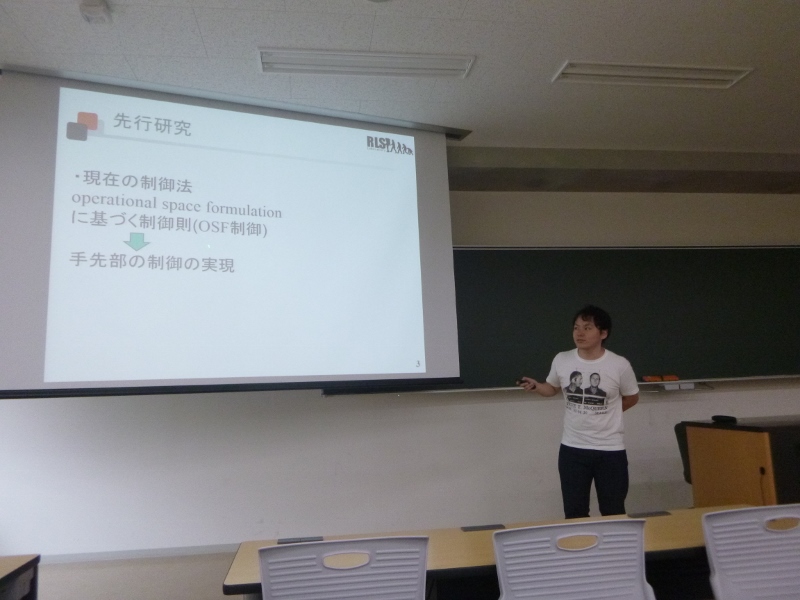 先行研究
RLSP
・現在の制御法
operational space formulation
に基づく制御則(OSF制御)
手先部の制御の実現
3